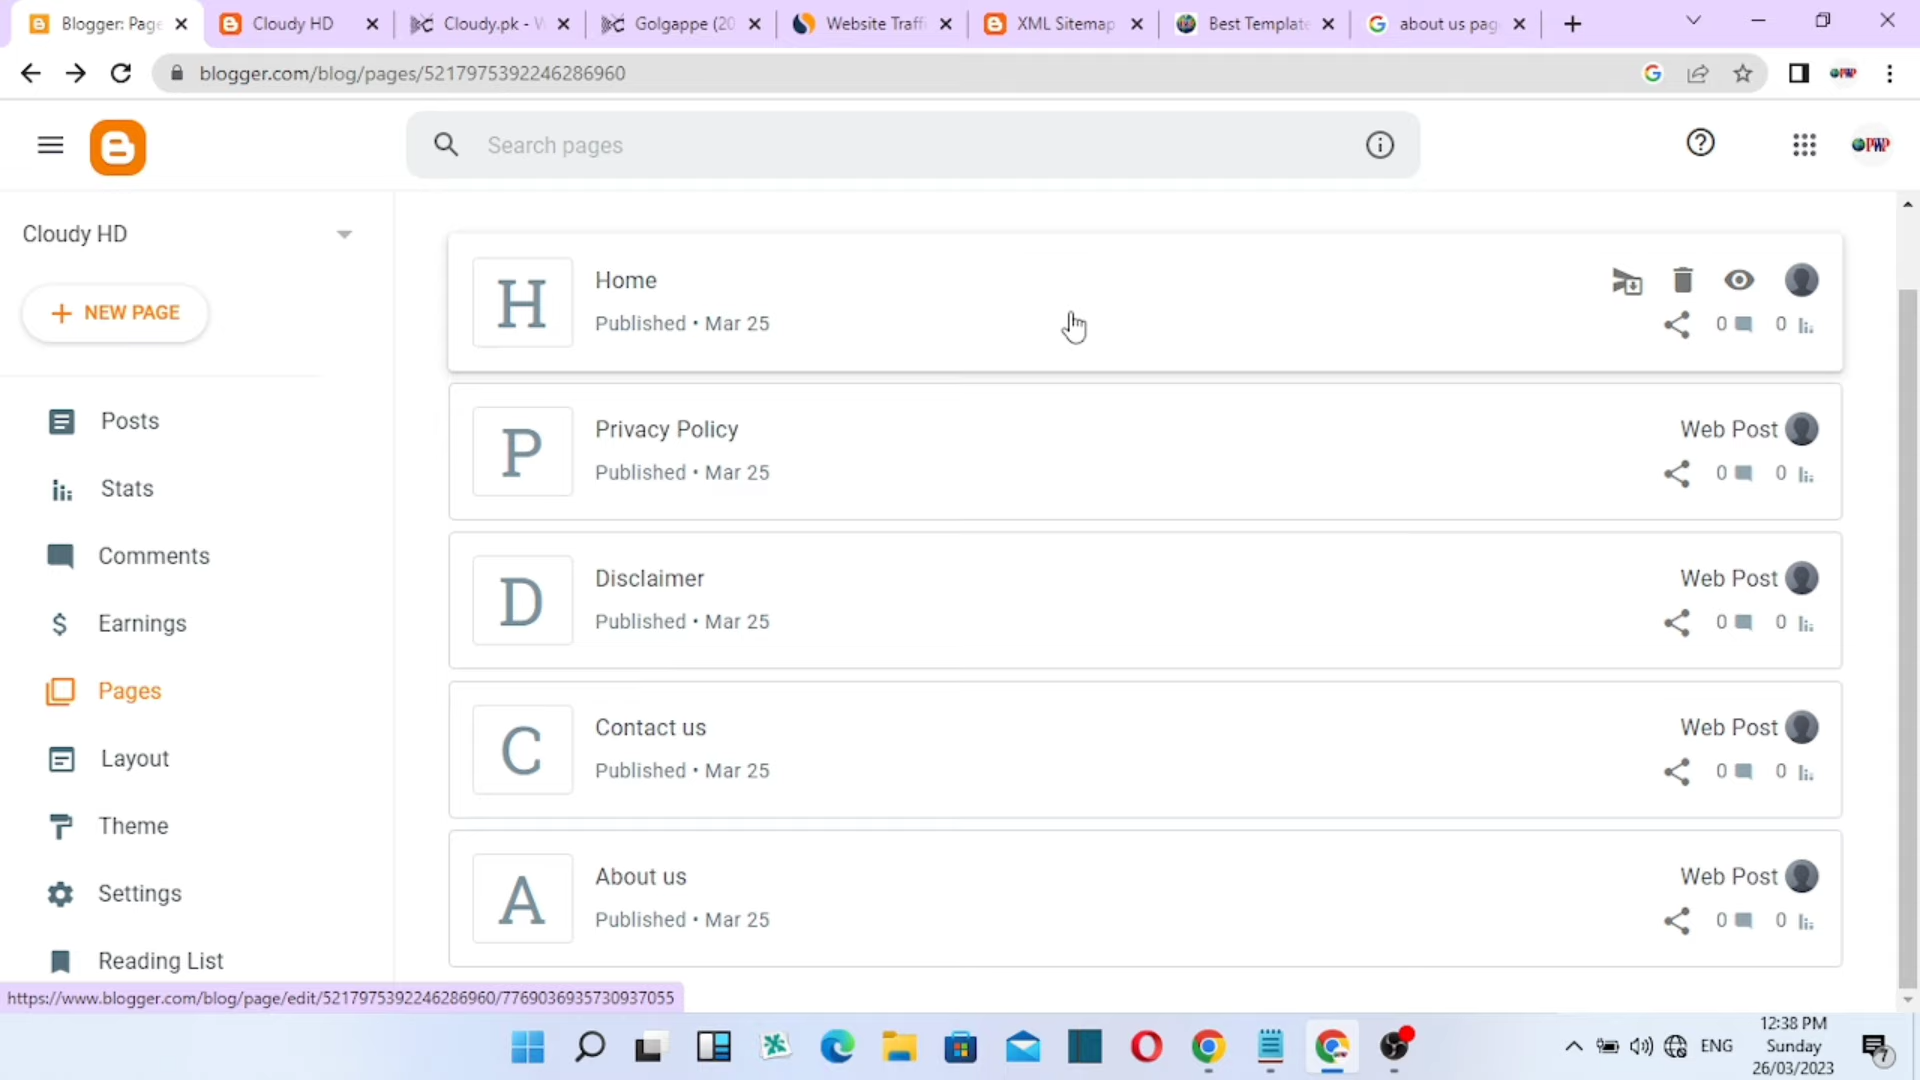 Blogger: Page
Cloudy HD
Cloudy.pk - W
Golgappe (20
Website Traffi
XML Sitemap
Best Template
about us pag
blogger.com/blog/pages/5217975392246286960
Search pages
PWP
Cloudy HD
+ NEW PAGE
Posts
Stats
Comments
Earnings
Pages
Layout
Theme
Settings
Reading List
H
Home
Published • Mar 25
0 0
P
Privacy Policy
Published • Mar 25
Web Post
0 0
D
Disclaimer
Published • Mar 25
Web Post
0 0
C
Contact us
Published • Mar 25
Web Post
0 0
A
About us
Published • Mar 25
Web Post
0 0
https://www.blogger.com/blog/page/edit/5217975392246286960/7769036935730937055
ENG
12:38 PM
Sunday
26/03/2023
7